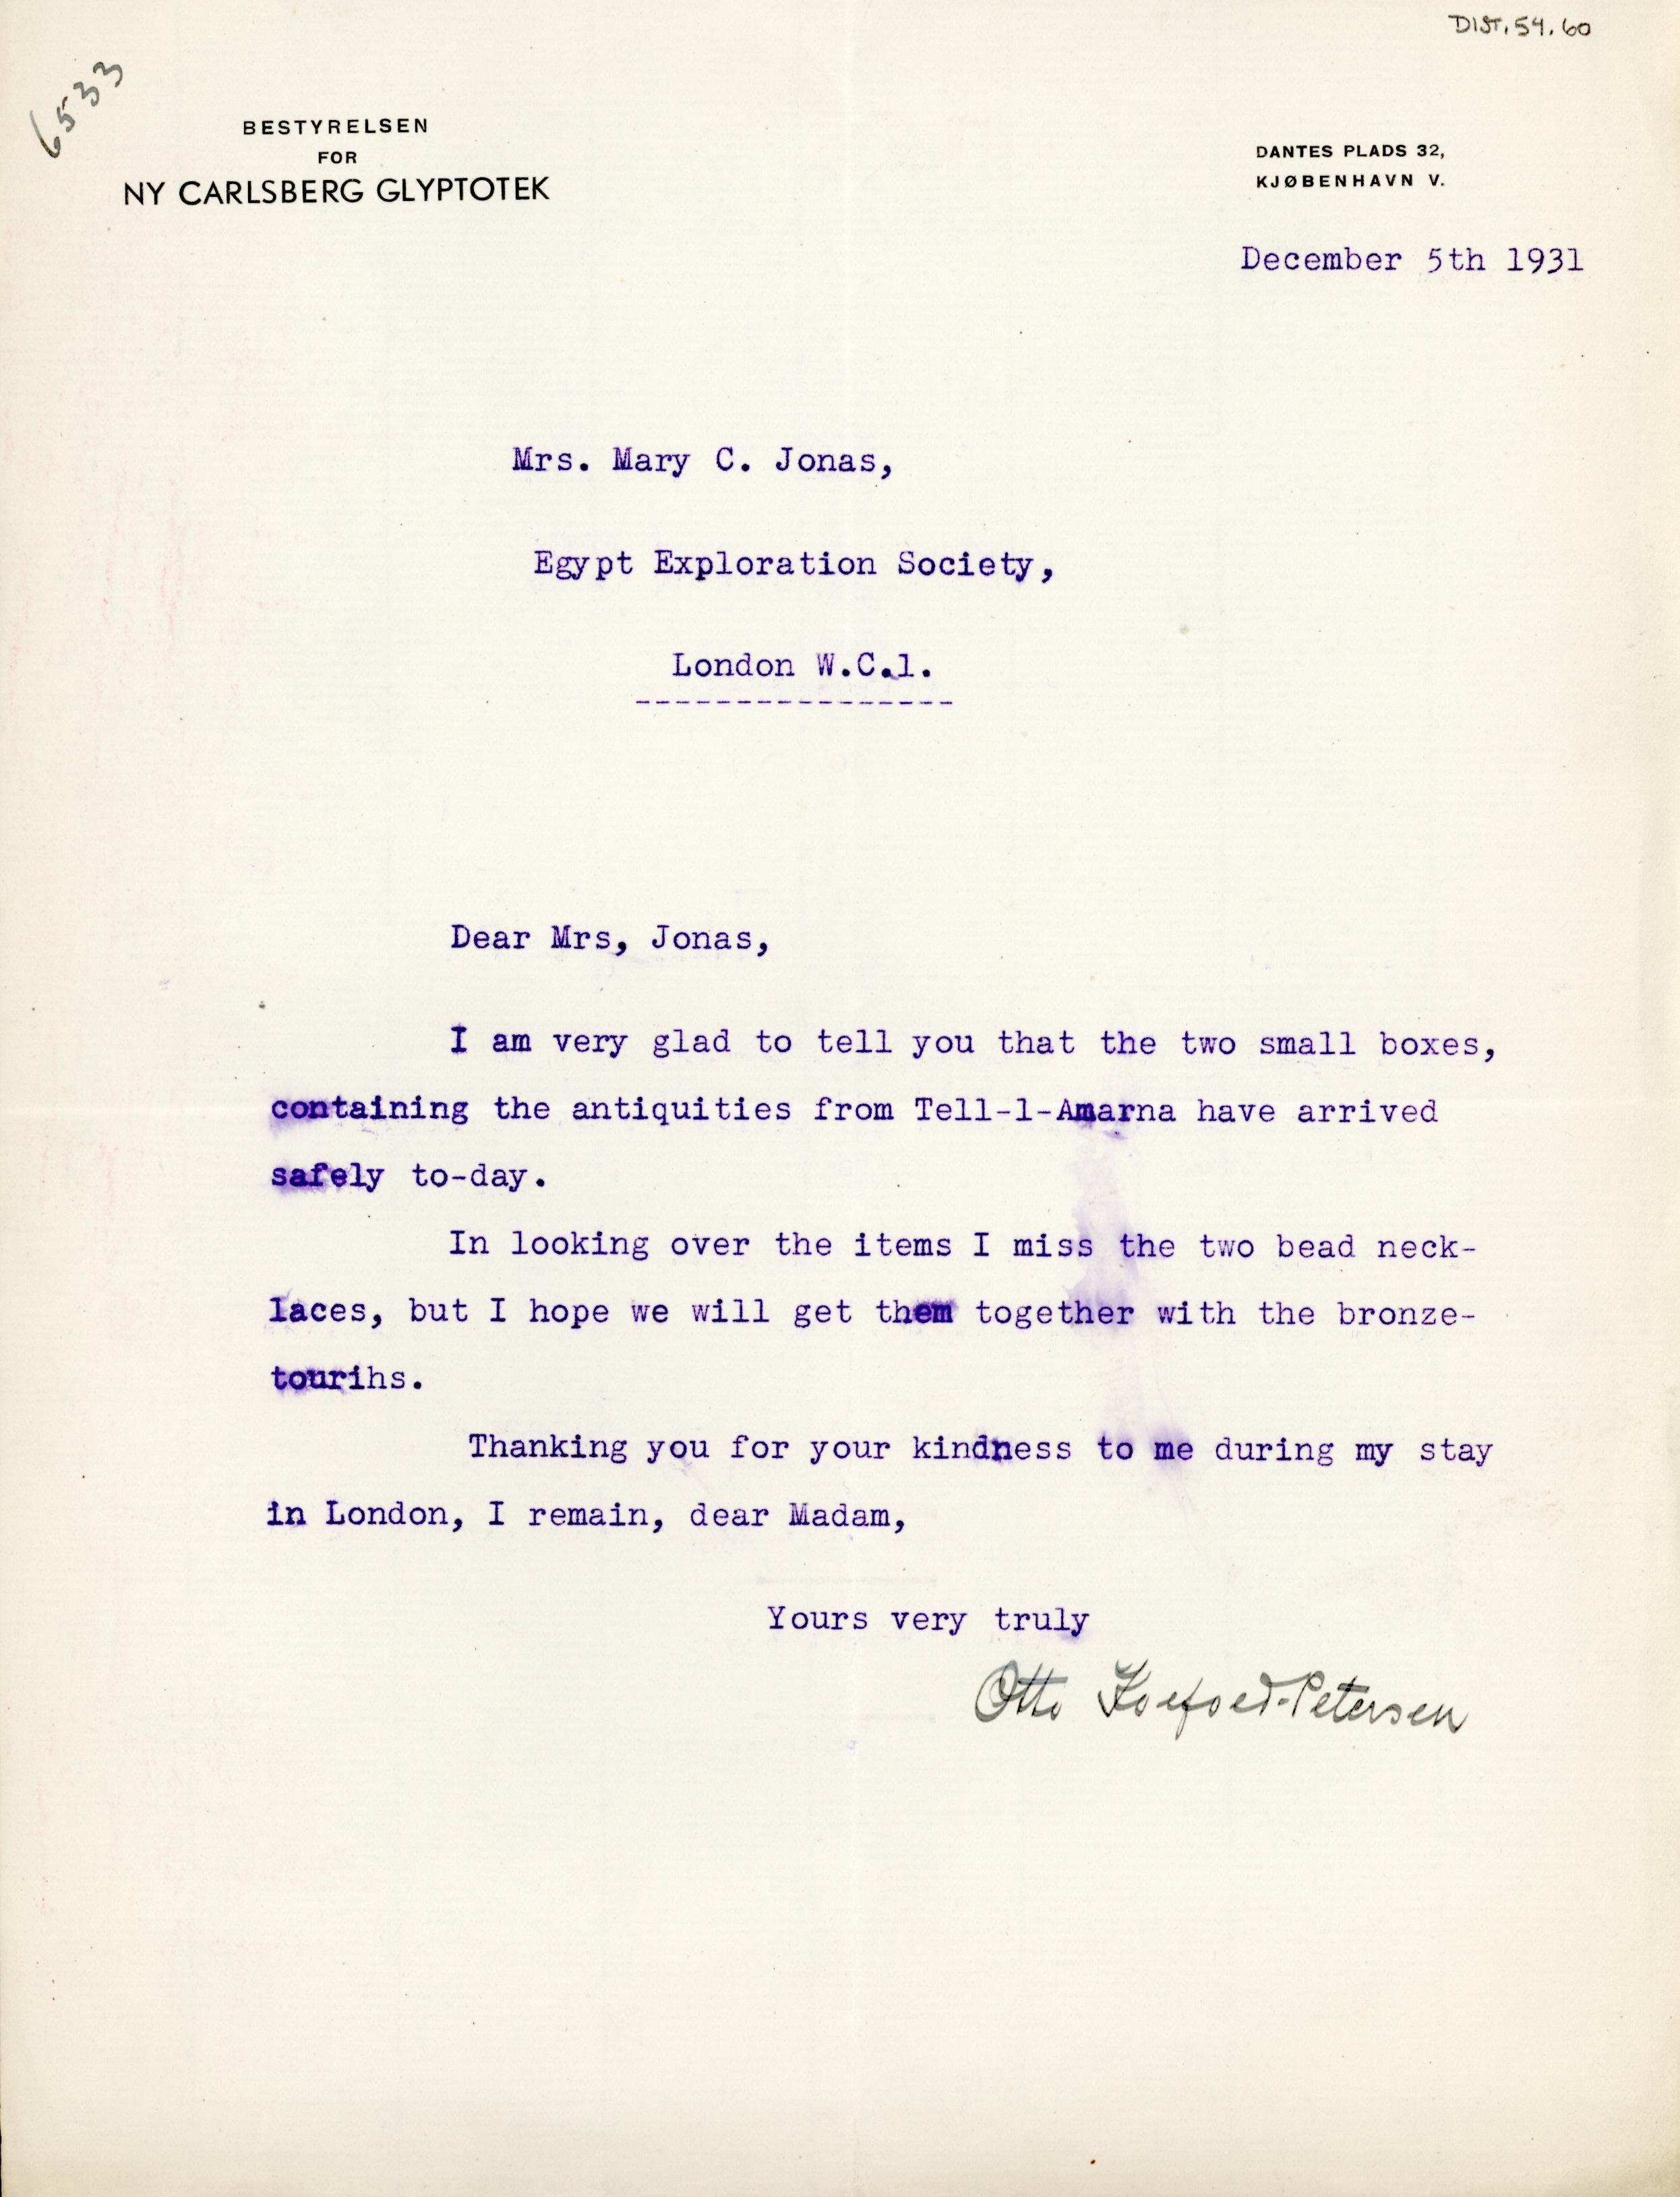 DIST. 54. 60
6533
BESTYRELSEN
FOR
NY CARLSBERG GLYPTOTEK
DANTES PLADS 32,
KJØBENHAVN V.
December 5th 1931
Mrs. Mary C. Jonas,
Egypt Exploration Society,
London W.C.1.
----------------
Dear Mrs, Jonas,
I am very glad to tell you that the two small boxes,
containing the antiquities from Tell-l-Amarna have arrived
safely to-day.
In looking over the items I miss the two bead neck-
laces, but I hope we will get them together with the bronze-
tourihs.
Thanking you for your kindness to me during my stay
in London, I remain, dear Madam,
Yours very truly
Otto Koefoed-Petersen